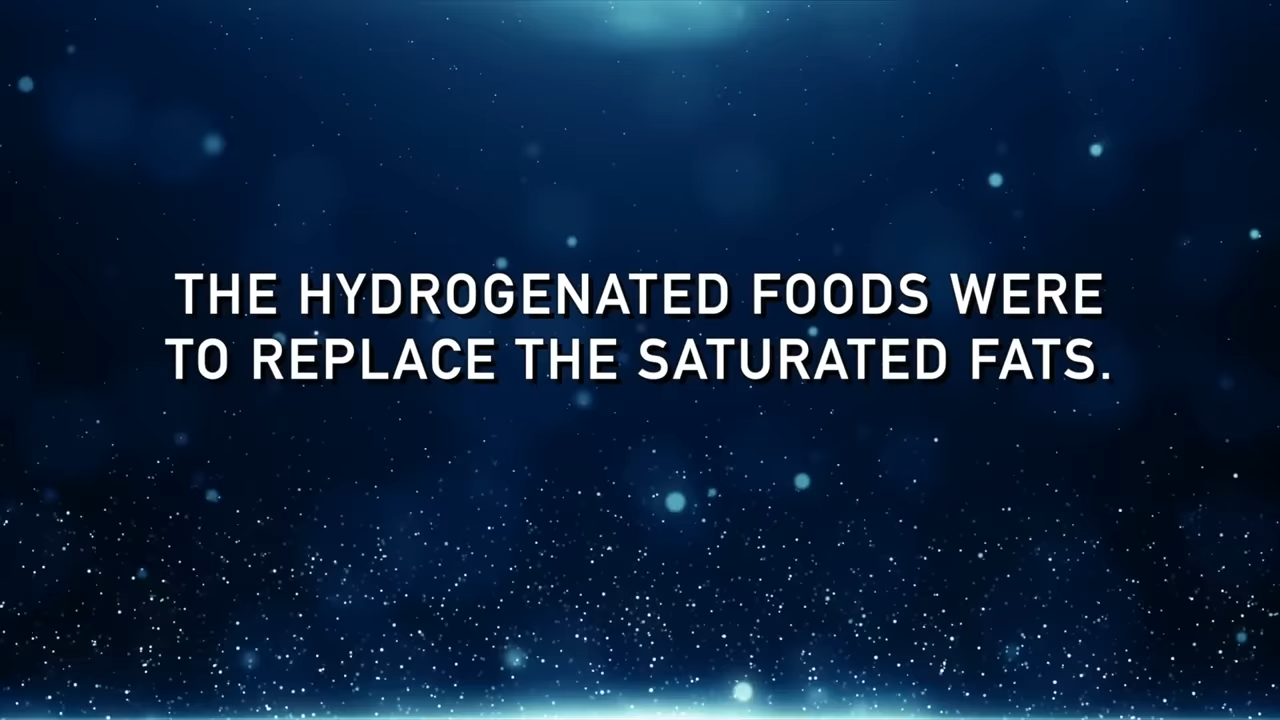 THE HYDROGENATED FOODS WERE
TO REPLACE THE SATURATED FATS.